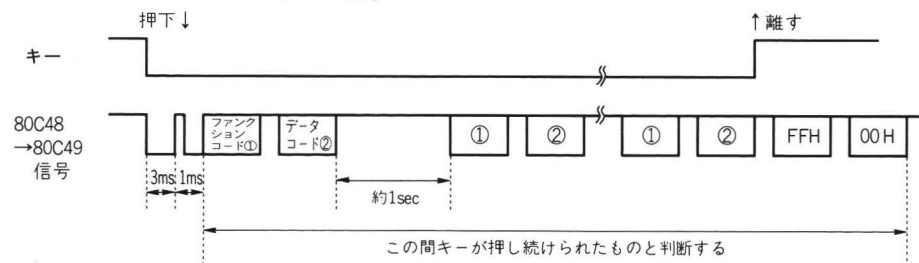 押下↓
↑離す
キー
80C48
→80C49
信号
ファンク
ション
コード①
データ
コード②
①
②
①
②
FFH
00H
3ms
1ms
約1sec
この間キーが押し続けられたものと判断する